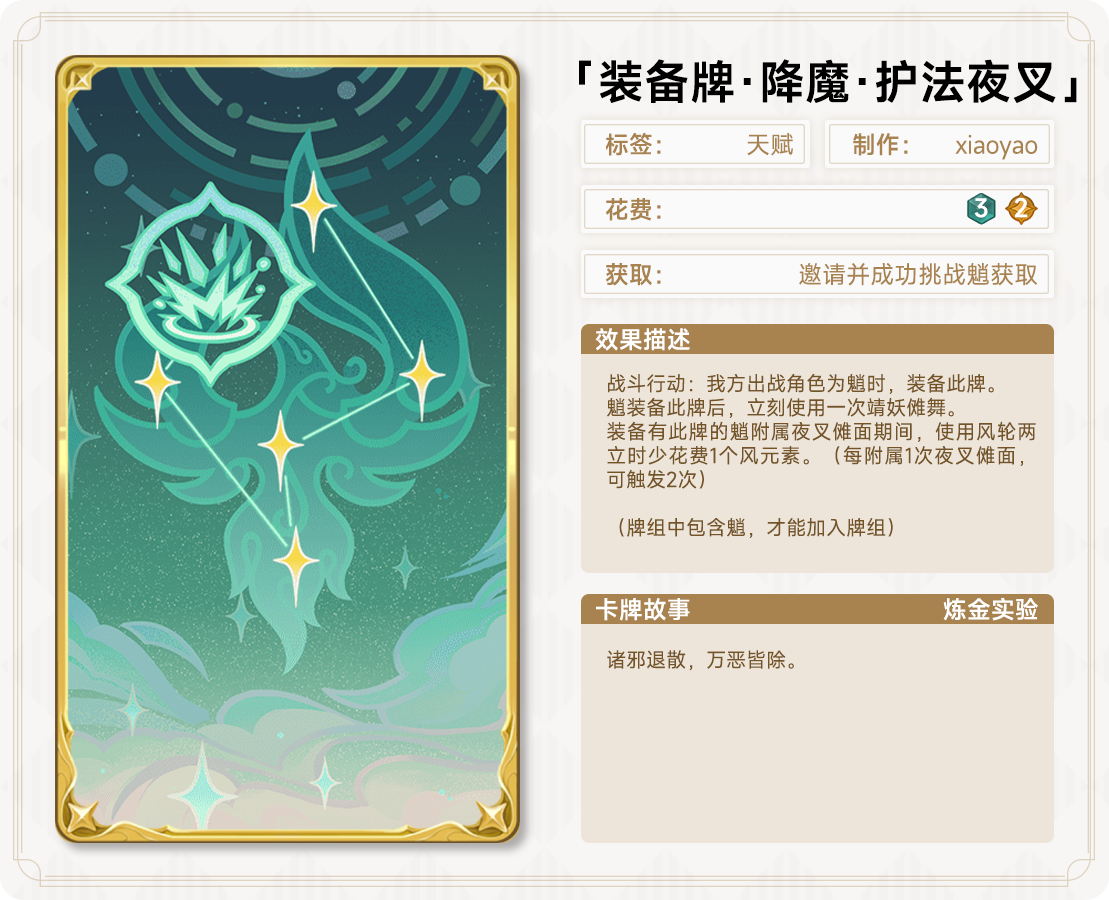 「装备牌·降魔·护法夜叉」
标签： 天赋
制作： xiaoyao
花费： 3 2
获取： 邀请并成功挑战魈获取
效果描述
战斗行动：我方出战角色为魈时，装备此牌。
魈装备此牌后，立刻使用一次靖妖傩舞。
装备有此牌的魈附属夜叉傩面期间，使用风轮两
立时少花费1个风元素。（每附属1次夜叉傩面，
可触发2次）
（牌组中包含魈，才能加入牌组）
卡牌故事 炼金实验
诸邪退散，万恶皆除。